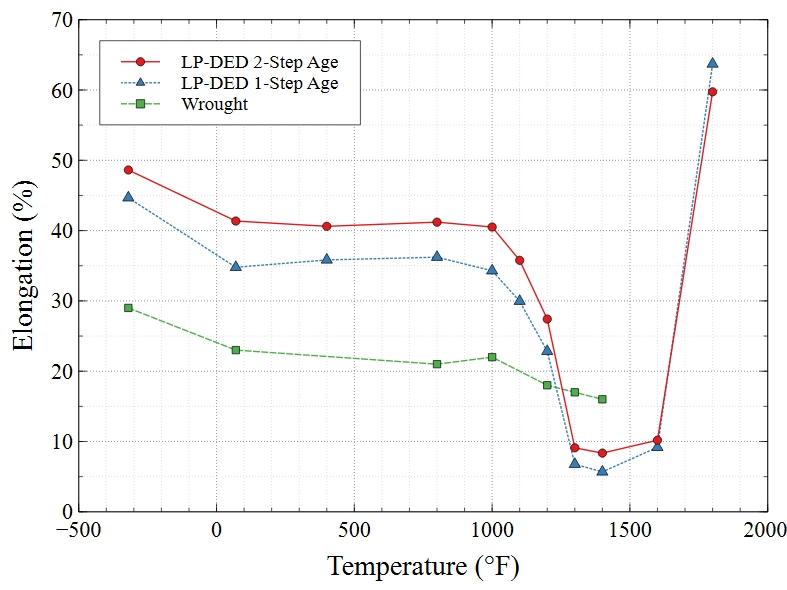 70
60
50
40
30
20
10
0
−500
0
500
1000
1500
2000
Elongation (%)
Temperature (°F)
LP-DED 2-Step Age
LP-DED 1-Step Age
Wrought